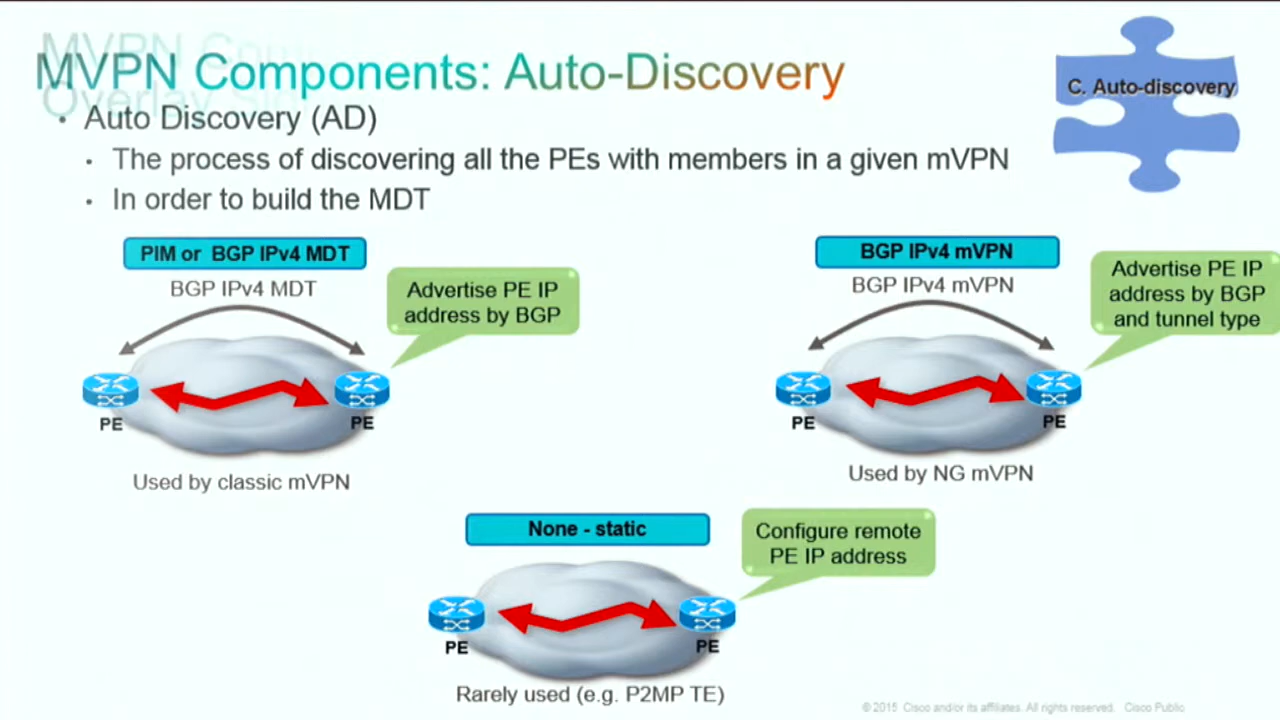 MVPN Components: Auto-Discovery
C. Auto-discovery
• Auto Discovery (AD)
• The process of discovering all the PEs with members in a given mVPN
• In order to build the MDT
PIM or BGP IPv4 MDT
BGP IPv4 MDT
Advertise PE IP
address by BGP
PE
PE
Used by classic mVPN
BGP IPv4 mVPN
BGP IPv4 mVPN
Advertise PE IP
address by BGP
and tunnel type
PE
PE
Used by NG mVPN
None - static
Configure remote
PE IP address
PE
PE
Rarely used (e.g. P2MP TE)
© 2015 Cisco and/or its affiliates. All rights reserved. Cisco Public